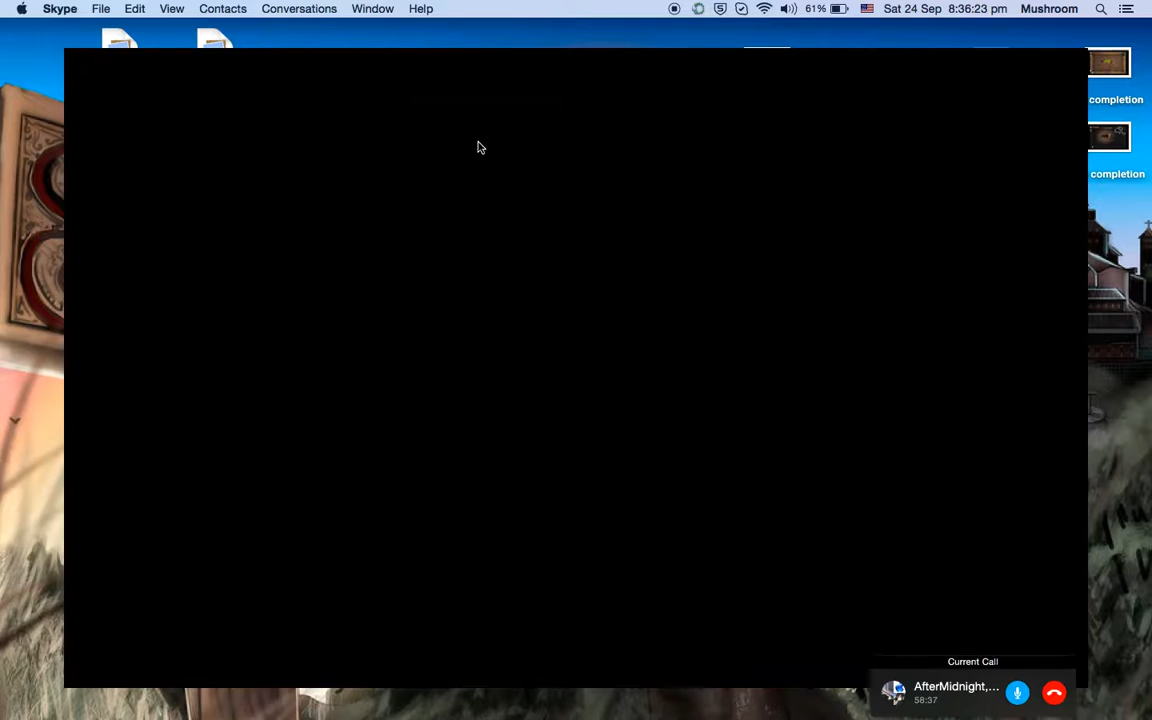 Skype File Edit View Contacts Conversations Window Help 5 61% Sat 24 Sep 8:36:23 pm Mushroom
completion
completion
Current Call
AfterMidnight,...
58:37